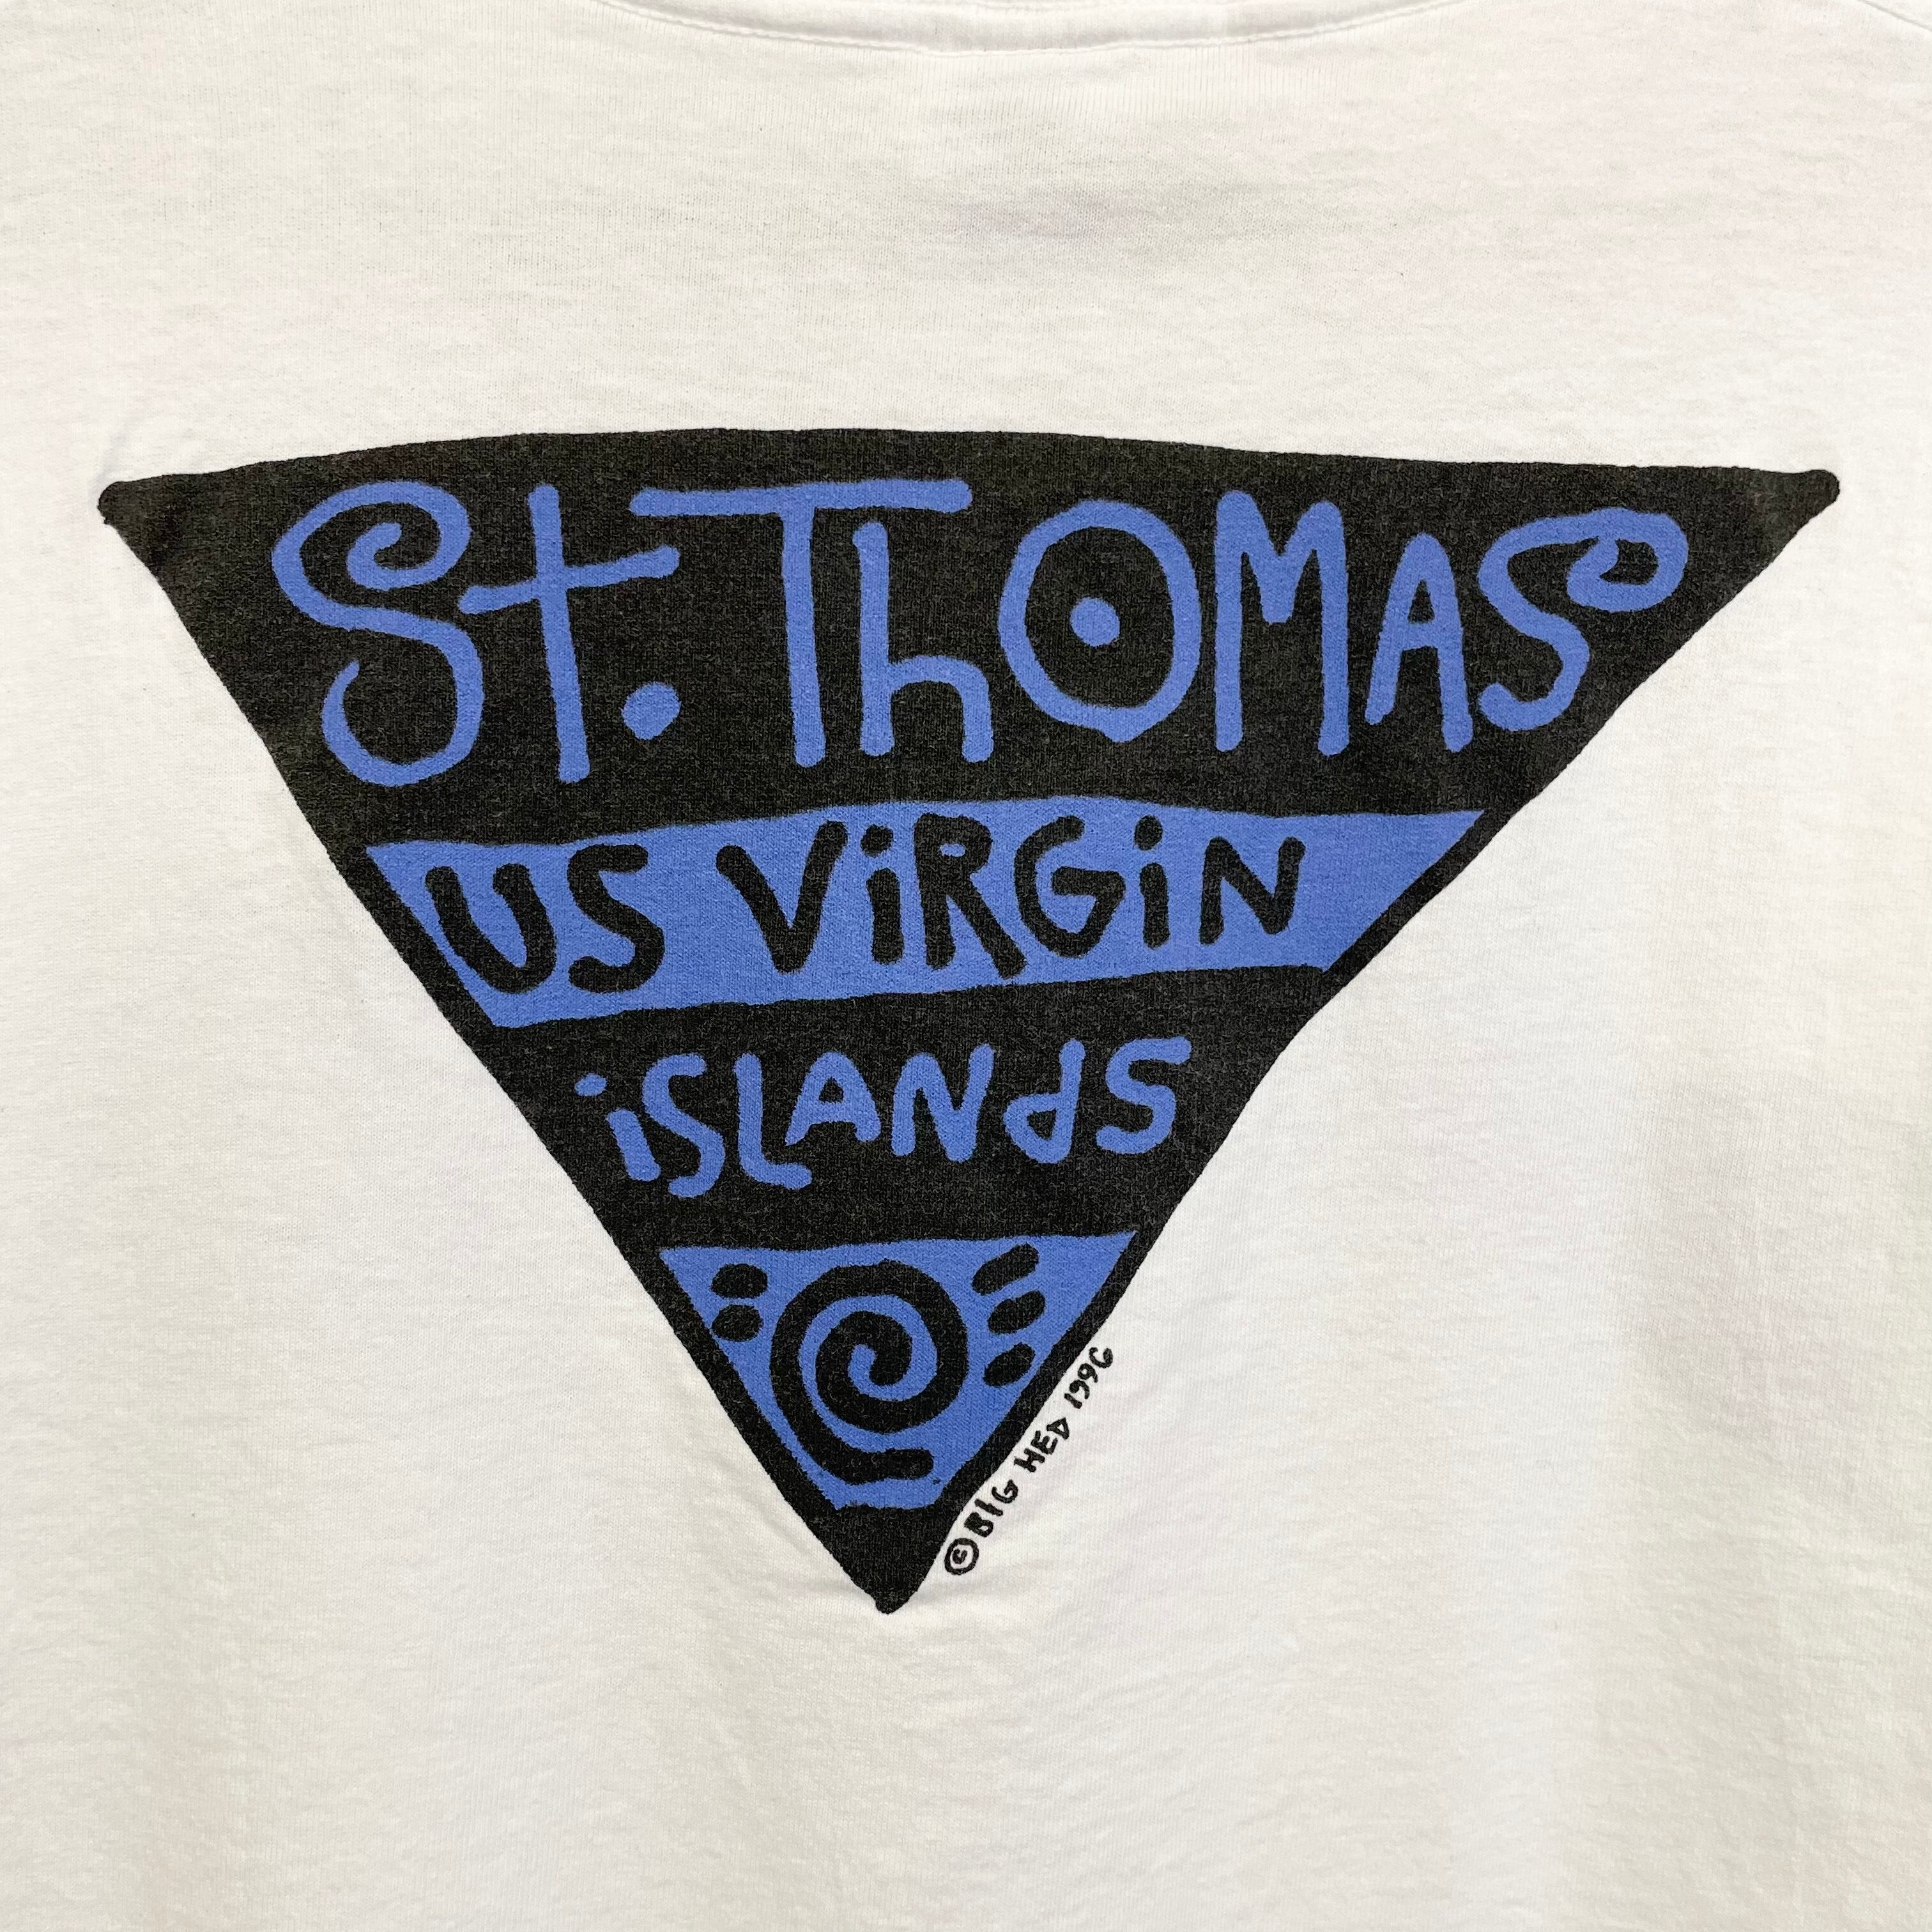 St. ThOMAS
US ViRGiN
iSLANdS
© BIG HED 1996